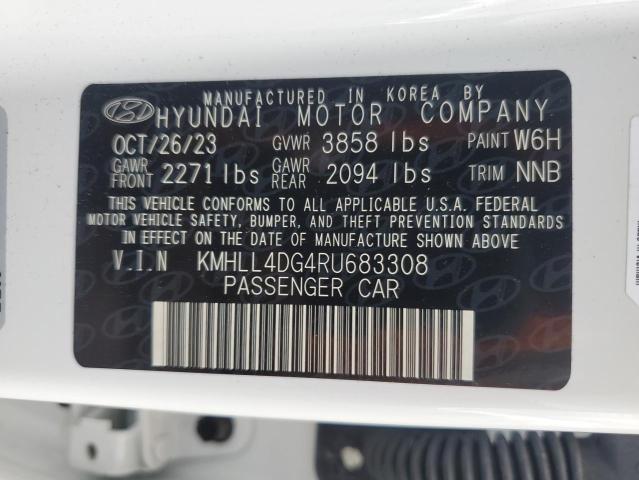 MANUFACTURED IN KOREA BY
HYUNDAI MOTOR COMPANY
OCT/26/23 GVWR 3858 lbs PAINT W6H
GAWR FRONT 2271 lbs GAWR REAR 2094 lbs TRIM NNB
THIS VEHICLE CONFORMS TO ALL APPLICABLE U.S.A. FEDERAL
MOTOR VEHICLE SAFETY, BUMPER, AND THEFT PREVENTION STANDARDS
IN EFFECT ON THE DATE OF MANUFACTURE SHOWN ABOVE.
V.I.N KMHLL4DG4RU683308
PASSENGER CAR